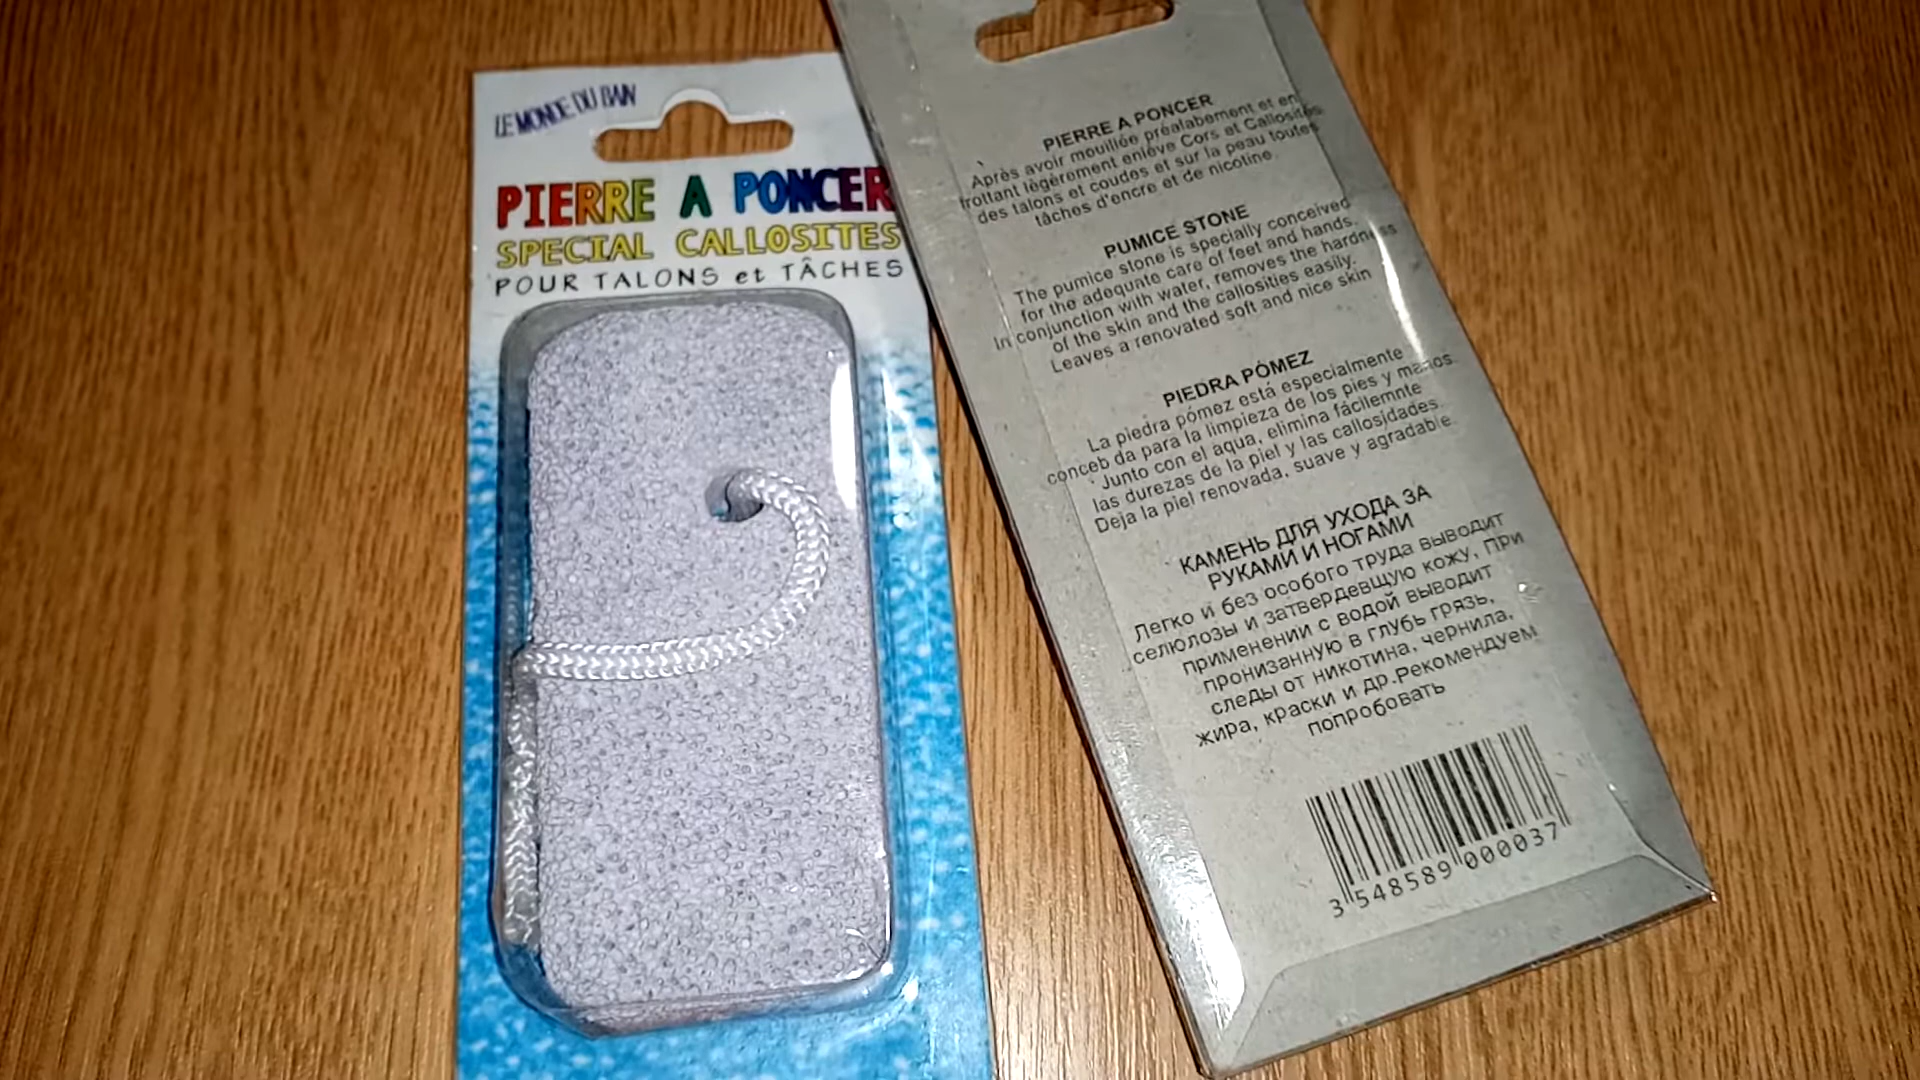 LE MONDE DU BAIN
PIERRE A PONCER
SPECIAL CALLOSITES
POUR TALONS et TÂCHES
PIERRE A PONCER
Après avoir mouillée préalabement et en
frottant légèrement enlève Cors et Callosités
des talons et coudes et sur la peau toutes
tâches d'encre et de nicotine.
PUMICE STONE
The pumice stone is specially conceived
for the adequate care of feet and hands.
In conjunction with water, removes the hardness
of the skin and the callosities easily.
Leaves a renovated soft and nice skin
PIEDRA PÓMEZ
La piedra pómez está especialmente
conceb da para la limpieza de los pies y manos.
Junto con el aqua, elimina fácilemnte
las durezas de la piel y las callosjdades.
Deja la piel renovada, suave y agradable.
КАМЕНЬ ДЛЯ УХОДА ЗА
РУКАМИ И НОГАМИ
Легко и без особого труда выводит
селюлозы и затвердевщую кожу, При
применении с водой выводит
пронизанную в глубь грязь,
следы от никотина, чернила,
жира, краски и др.Рекомендуем
попробовать
3 548589 000037